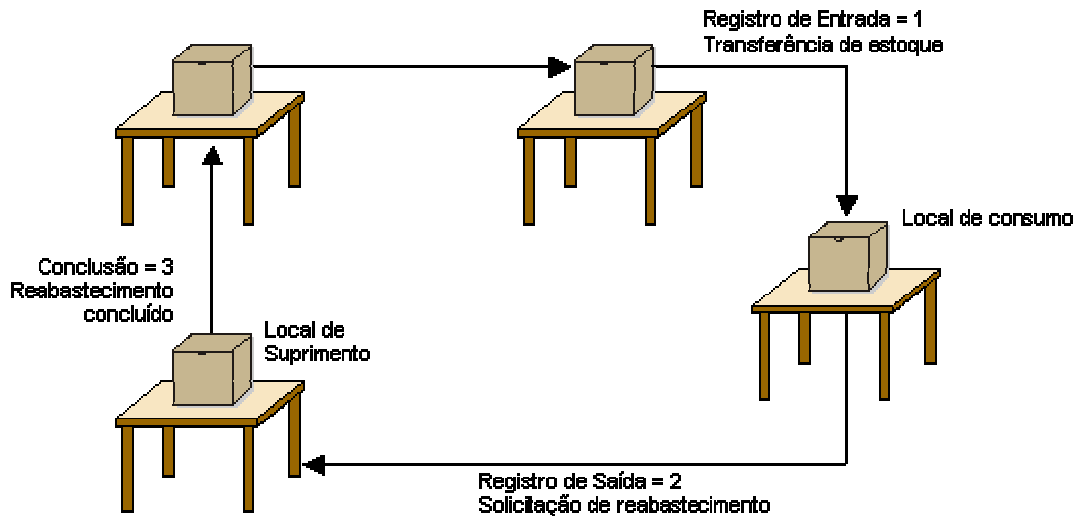 Registro de Entrada = 1
Transferência de estoque
Local de consumo
Conclusão = 3
Reabastecimento
concluído
Local de
Suprimento
Registro de Saída = 2
Solicitação de reabastecimento